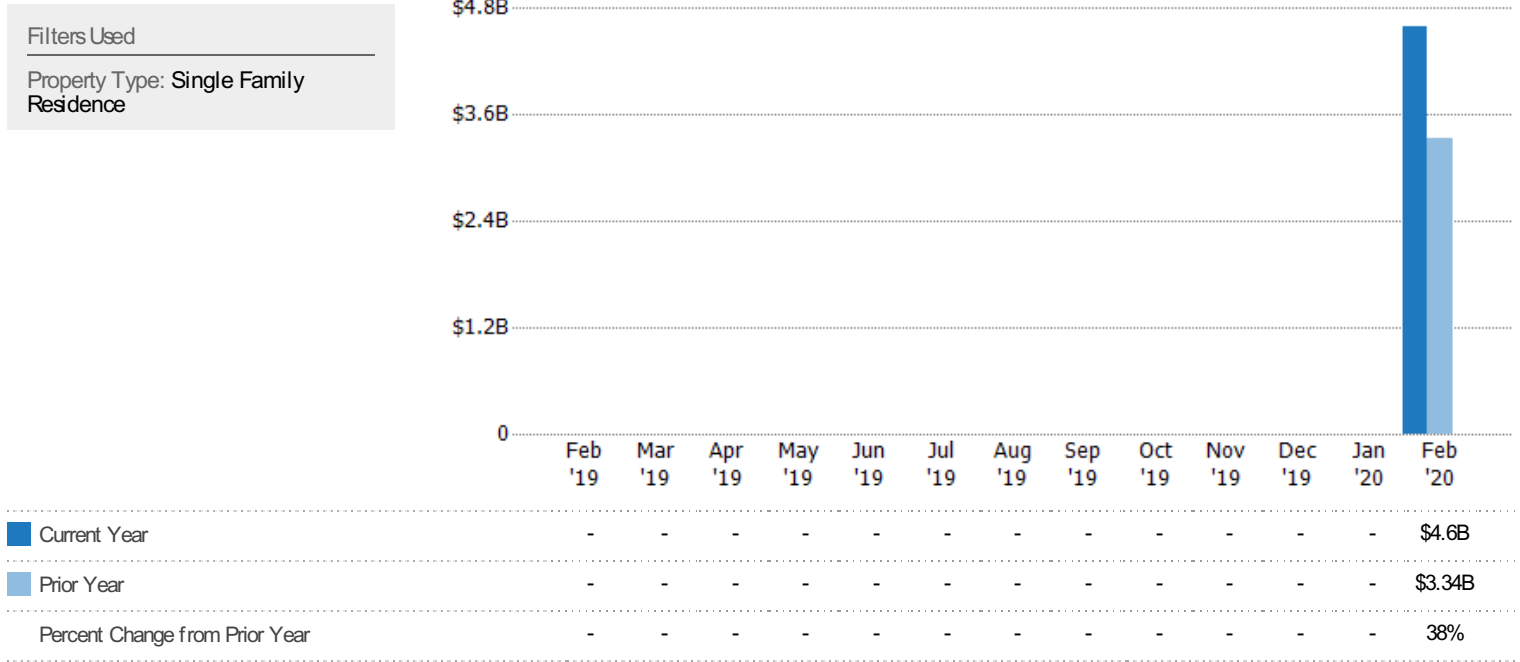 Filters Used
Property Type: Single Family
Residence
$4.8B
$3.6B
$2.4B
$1.2B
0
Feb Mar Apr May Jun Jul Aug Sep Oct Nov Dec Jan Feb
'19 '19 '19 '19 '19 '19 '19 '19 '19 '19 '19 '20 '20
Current Year - - - - - - - - - - - - $4.6B
Prior Year - - - - - - - - - - - - $3.34B
Percent Change from Prior Year - - - - - - - - - - - - 38%